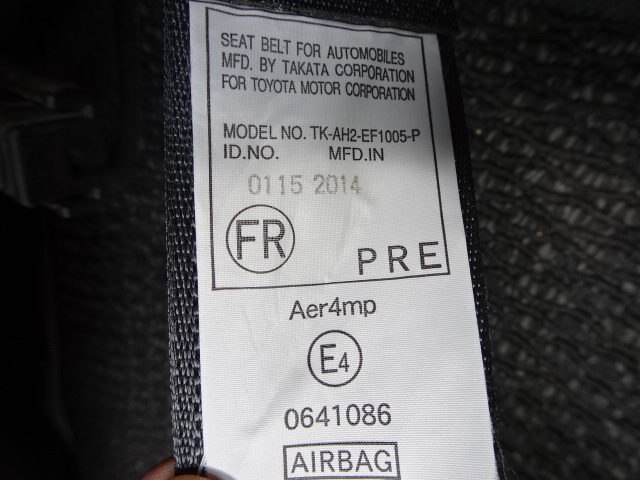 SEAT BELT FOR AUTOMOBILES
MFD. BY TAKATA CORPORATION
FOR TOYOTA MOTOR CORPORATION
MODEL NO. TK-AH2-EF1005-P
ID.NO. MFD.IN
0115 2014
FR PRE
Aer4mp
E4
0641086
AIRBAG